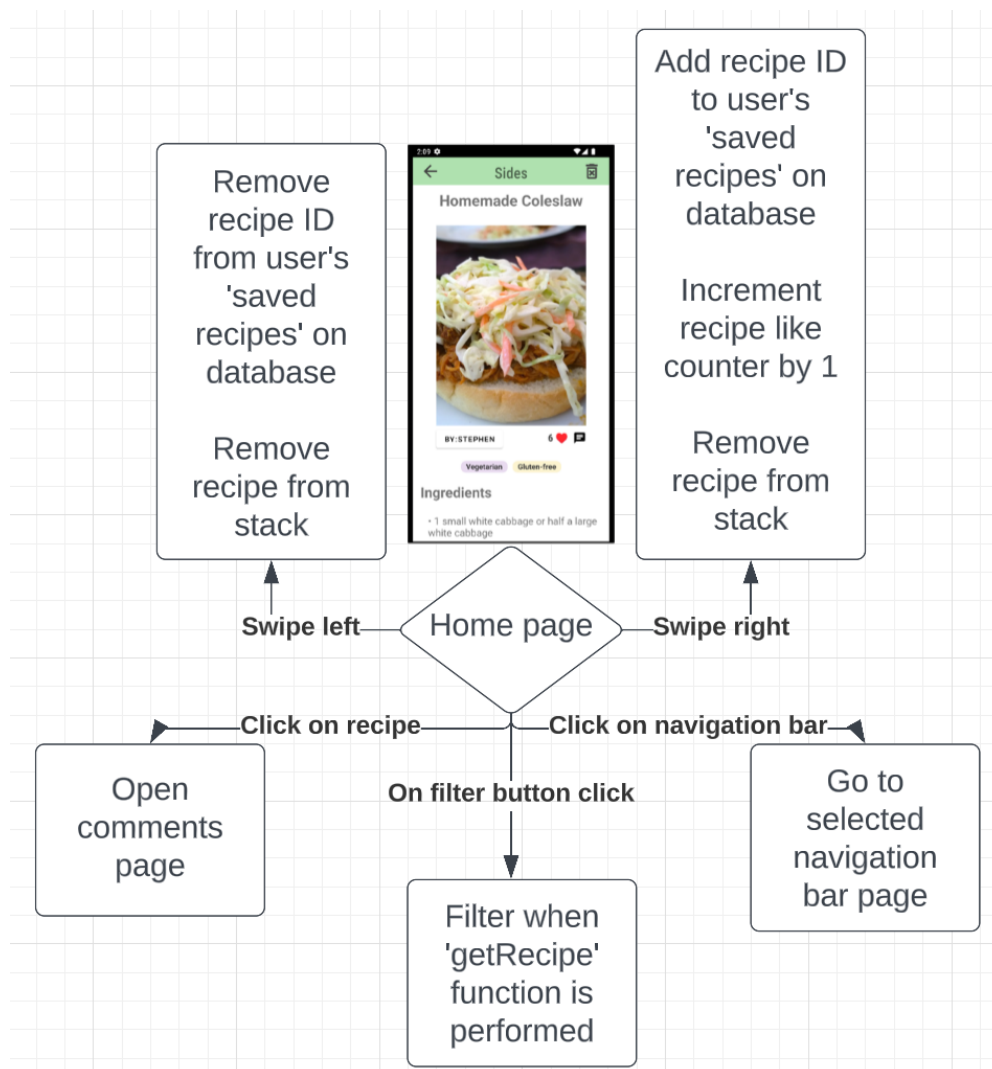 Add recipe ID
to user's
'saved
recipes' on
database
Increment
recipe like
counter by 1
Remove
recipe from
stack
Remove
recipe ID
from user's
'saved
recipes' on
database
Remove
recipe from
stack
2:09
Sides
Homemade Coleslaw
BY:STEPHEN
6
Vegetarian Gluten-free
Ingredients
• 1 small white cabbage or half a large
white cabbage
Swipe left
Home page
Swipe right
Click on recipe
Click on navigation bar
On filter button click
Open
comments
page
Go to
selected
navigation
bar page
Filter when
'getRecipe'
function is
performed